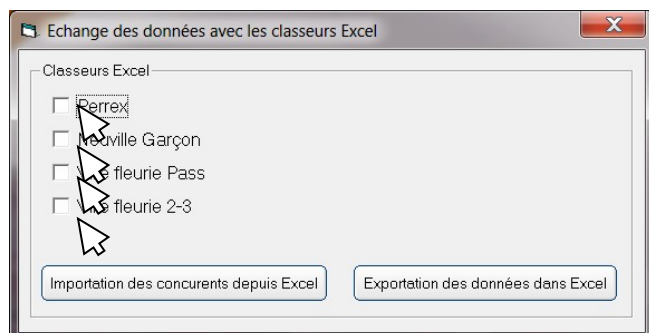 Echange des données avec les classeurs Excel
Classeurs Excel
Perrex
Neuville Garçon
fleurie Pass
fleurie 2-3
Importation des concurents depuis Excel
Exportation des données dans Excel